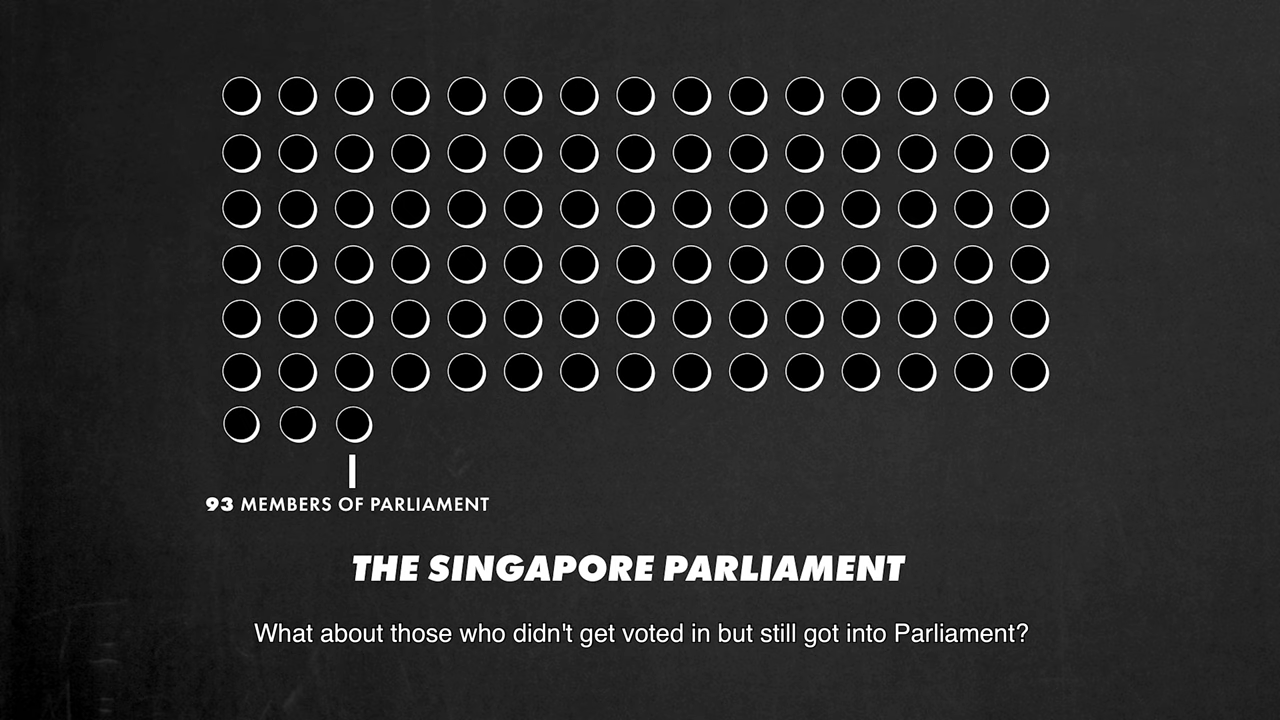 93 MEMBERS OF PARLIAMENT
THE SINGAPORE PARLIAMENT
What about those who didn't get voted in but still got into Parliament?